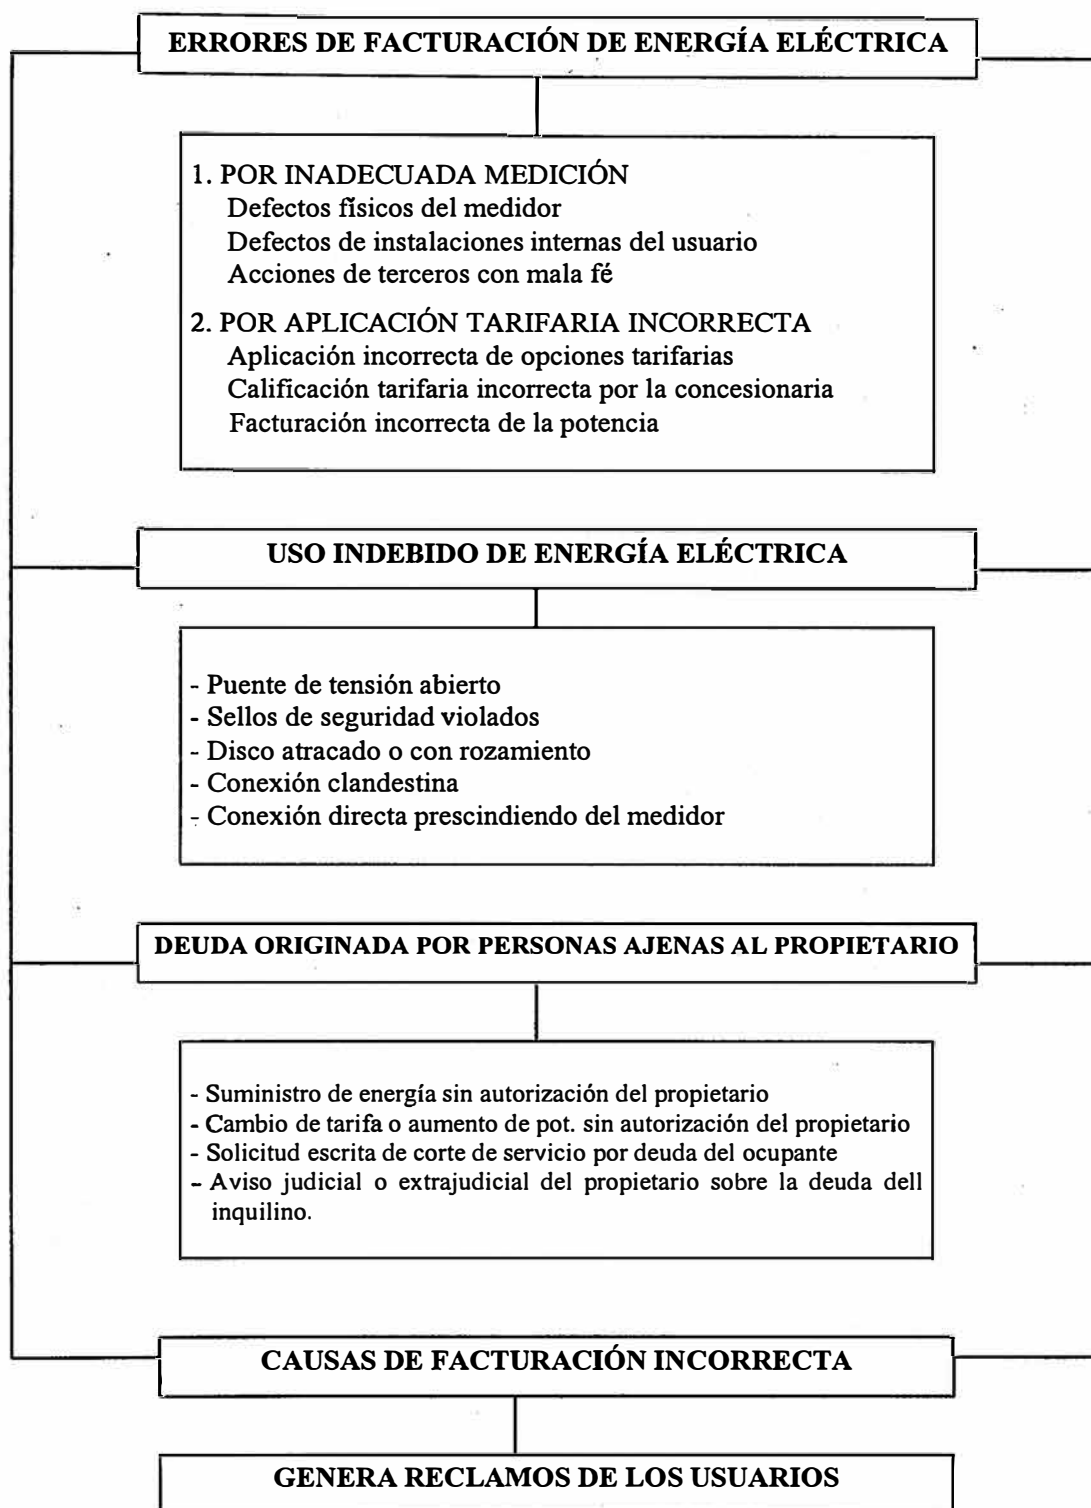 ERRORES DE FACTURACIÓN DE ENERGÍA ELÉCTRICA
1. POR INADECUADA MEDICIÓN
Defectos físicos del medidor
Defectos de instalaciones internas del usuario
Acciones de terceros con mala fé
2. POR APLICACIÓN TARIFARIA INCORRECTA
Aplicación incorrecta de opciones tarifarias
Calificación tarifaria incorrecta por la concesionaria
Facturación incorrecta de la potencia
USO INDEBIDO DE ENERGÍA ELÉCTRICA
- Puente de tensión abierto
- Sellos de seguridad violados
- Disco atracado o con rozamiento
- Conexión clandestina
- Conexión directa prescindiendo del medidor
DEUDA ORIGINADA POR PERSONAS AJENAS AL PROPIETARIO
- Suministro de energía sin autorización del propietario
- Cambio de tarifa o aumento de pot. sin autorización del propietario
- Solicitud escrita de corte de servicio por deuda del ocupante
- Aviso judicial o extrajudicial del propietario sobre la deuda dell
inquilino.
CAUSAS DE FACTURACIÓN INCORRECTA
GENERA RECLAMOS DE LOS USUARIOS